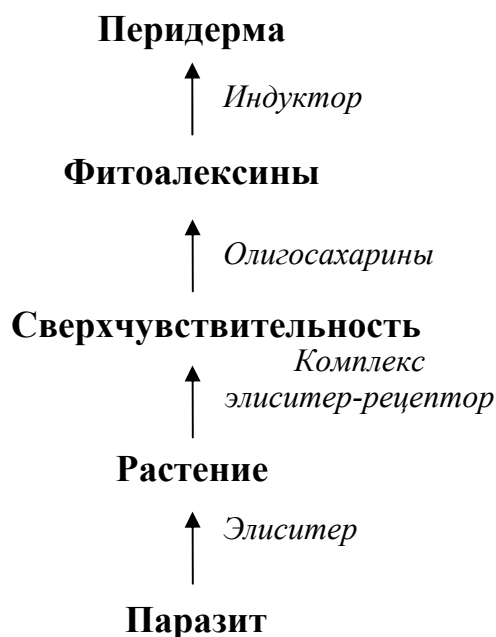 Перидерма
Индуктор
Фитоалексины
Олигосахарины
Сверхчувствительность
Комплекс
элиситер-рецептор
Растение
Элиситер
Паразит